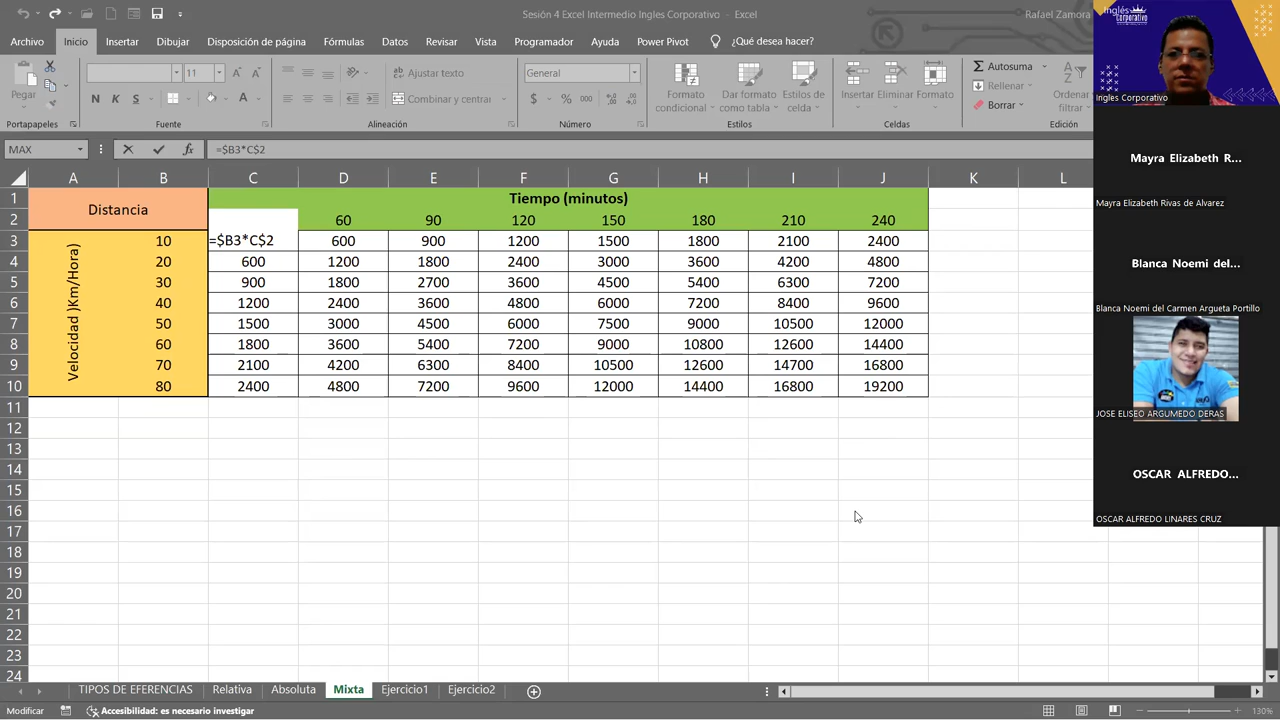 Sesión 4 Excel Intermedio Ingles Corporativo - Excel
Rafael Zamora
Archivo Inicio Insertar Dibujar Disposición de página Fórmulas Datos Revisar Vista Programador Ayuda Power Pivot ¿Qué desea hacer?
Pegar
11
N K S
Ajustar texto
Combinar y centrar
General
$ % 000
Formato condicional
Dar formato como tabla
Estilos de celda
Insertar Eliminar Formato
Autosuma
Rellenar
Borrar
Ordenar
filtrar
Portapapeles Fuente Alineación Número Estilos Celdas Edición
MAX fx =$B3*C$2
A B C D E F G H I J K L
1 Distancia Tiempo (minutos)
2 60 90 120 150 180 210 240
Velocidad )Km/Hora)
3 10 =$B3*C$2 600 900 1200 1500 1800 2100 2400
4 20 600 1200 1800 2400 3000 3600 4200 4800
5 30 900 1800 2700 3600 4500 5400 6300 7200
6 40 1200 2400 3600 4800 6000 7200 8400 9600
7 50 1500 3000 4500 6000 7500 9000 10500 12000
8 60 1800 3600 5400 7200 9000 10800 12600 14400
9 70 2100 4200 6300 8400 10500 12600 14700 16800
10 80 2400 4800 7200 9600 12000 14400 16800 19200
11
12
13
14
15
16
17
18
19
20
21
22
23
24
TIPOS DE EFERENCIAS Relativa Absoluta Mixta Ejercicio1 Ejercicio2
Modificar Accesibilidad: es necesario investigar 130%
Inglés
Corporativo
Ingles Corporativo
Mayra Elizabeth R...
Mayra Elizabeth Rivas de Alvarez
Blanca Noemi del...
Blanca Noemi del Carmen Argueta Portillo
JOSE ELISEO ARGUMEDO DERAS
OSCAR ALFREDO...
OSCAR ALFREDO LINARES CRUZ